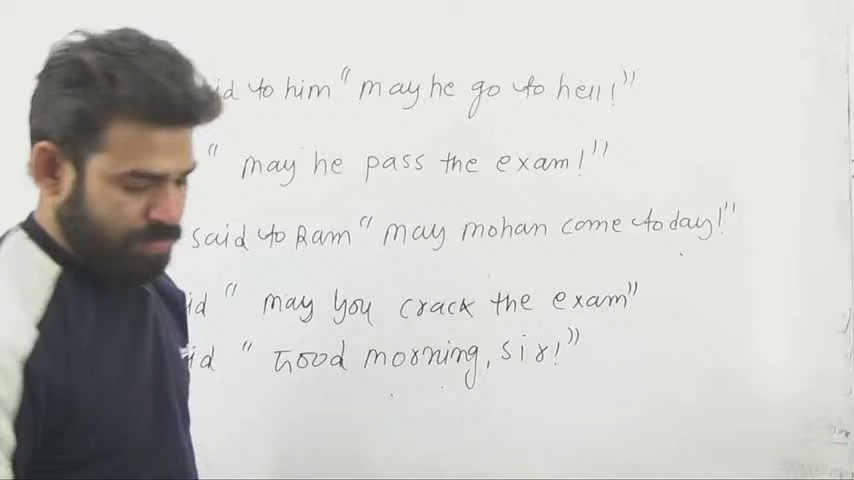 to him "may he go to hell!"
" may he pass the exam!"
said to Ram "may mohan come today!"
" may you crack the exam"
" Good morning, sir!"